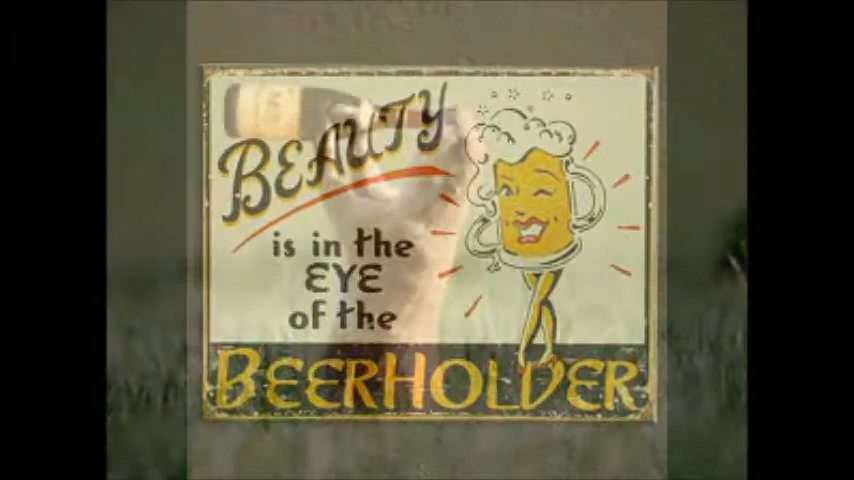 BEAUTY
is in the
EYE
of the
BEERHOLDER